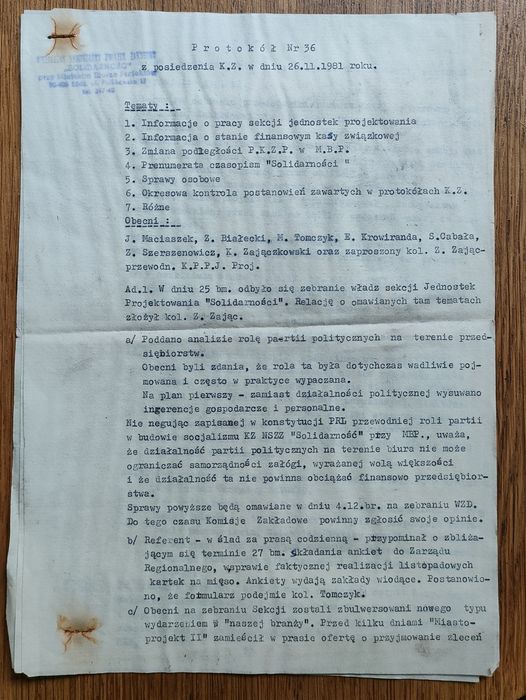 Protokół Nr 36
z posiedzenia K.Z. w dniu 26.11.1981 roku.
"SOLIDARNOŚĆ"
Tematy :
1. Informacje o pracy sekcji jednostek projektowania
2. Informacja o stanie finansowym kasy związkowej
3. Zmiana podległości P.K.Z.P. w M.B.P.
4. Prenumerata czasopism "Solidarności "
5. Sprawy osobowe
6. Okresowa kontrola postanowień zawartych w protokółach K.Z.
7. Różne
Obecni :
J. Maciaszek, Z. Białecki, M. Tomczyk, E. Krowiranda, S.Cabała,
Z. Szerszenowicz, K. Zajączkowski oraz zaproszony kol. Z. Zając-
przewodn. K.P.P.J. Proj.
Ad.1. W dniu 25 bm. odbyło się zebranie władz sekcji Jednostek
Projektowania "Solidarności". Relację o omawianych tam tematach
złożył kol. Z. Zając.
a/ Poddano analizie rolę partii politycznych na terenie przed-
siębiorstw.
Obecni byli zdania, że rola ta była dotychczas wadliwie poj-
mowana i często w praktyce wypaczana.
Na plan pierwszy - zamiast działalności politycznej wysuwano
ingerencje gospodarcze i personalne.
Nie negując zapisanej w konstytucji PRL przewodniej roli partii
w budowie socjalizmu KZ NSZZ "Solidarność" przy MBP., uważa,
że działalność partii politycznych na terenie biura nie może
ograniczać samorządności załógi, wyrażanej wolą większości
i że działalność ta nie powinna obciążać finansowo przedsiębior-
stwa.
Sprawy powyższe będą omawiane w dniu 4.12.br. na zebraniu WZD.
Do tego czasu Komisje Zakładowe powinny zgłosić swoje opinie.
b/ Referent - w ślad za prasą codzienną - przypominał o zbliża-
jącym się terminie 27 bm. składania ankiet do Zarządu
Regionalnego, wsprawie faktycznej realizacji listopadowych
kartek na mięso. Ankiety wydają zakłady wiodące. Postanowio-
no, że formularz podejmie kol. Tomczyk.
c/ Obecni na zebraniu Sekcji zostali zbulwersowani nowego typu
wydarzeniem w "naszej branży". Przed kilku dniami "Miasto-
projekt II" zamieścił w prasie ofertę o przyjmowanie zleceń